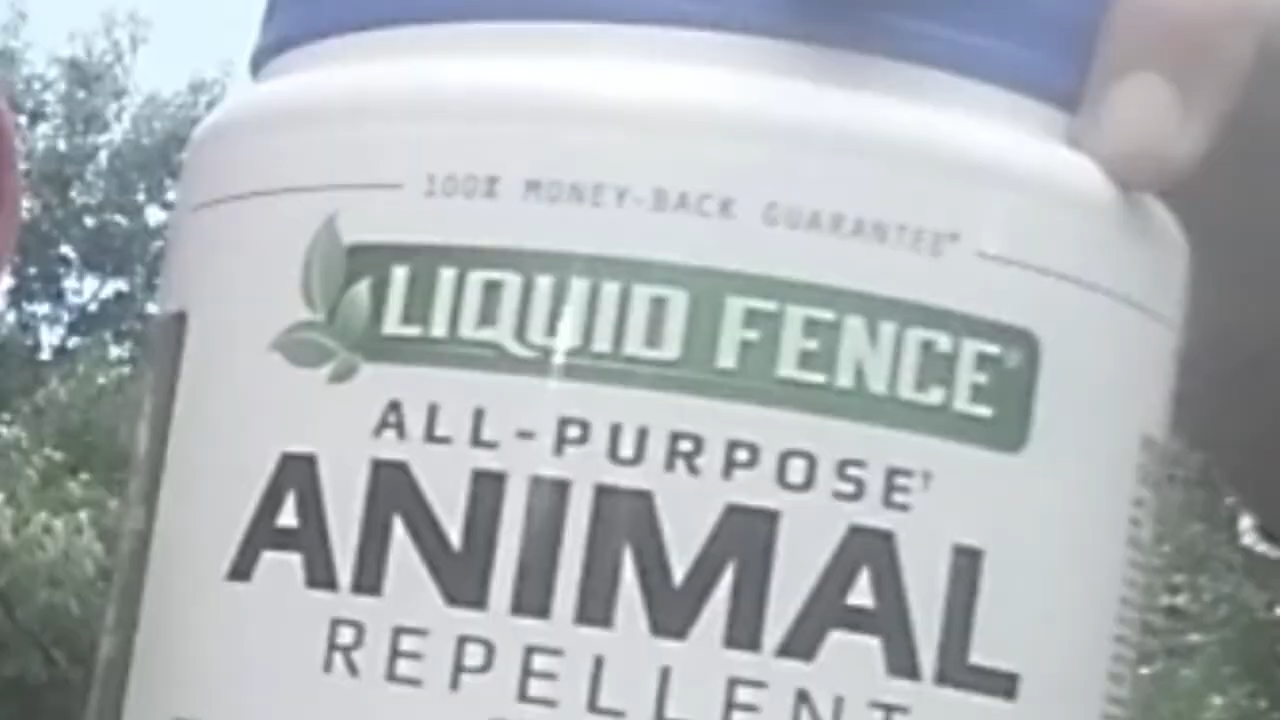 100% MONEY-BACK GUARANTEE*
LIQUID FENCE®
ALL-PURPOSE†
ANIMAL
REPELLENT